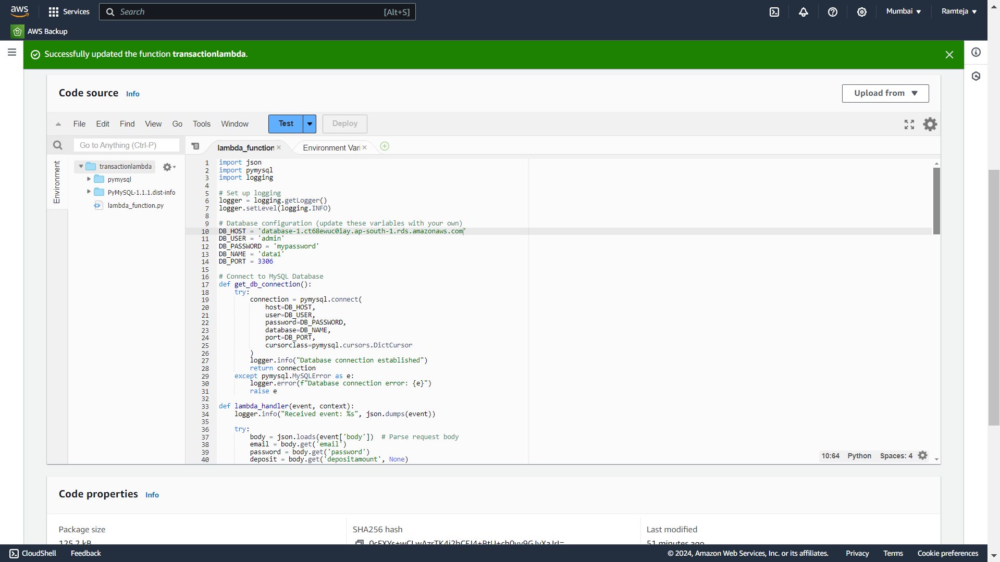 aws
Services
Search
[Alt+S]
Mumbai ▼
Ramteja ▼
AWS Backup
Successfully updated the function transactionlambda.
Code source Info
Upload from ▼
File Edit Find View Go Tools Window
Test
Deploy
Go to Anything (Ctrl-P)
lambda_function ×
Environment Vari ×
Environment
transactionlambda
pymysql
PyMySQL-1.1.1.dist-info
lambda_function.py
1 import json
2 import pymysql
3 import logging
4
5 # Set up logging
6 logger = logging.getLogger()
7 logger.setLevel(logging.INFO)
8
9 # Database configuration (update these variables with your own)
10 DB_HOST = 'database-1.ct68ewuc0iay.ap-south-1.rds.amazonaws.com'
11 DB_USER = 'admin'
12 DB_PASSWORD = 'mypassword'
13 DB_NAME = 'data1'
14 DB_PORT = 3306
15
16 # Connect to MySQL Database
17 def get_db_connection():
18     try:
19         connection = pymysql.connect(
20             host=DB_HOST,
21             user=DB_USER,
22             password=DB_PASSWORD,
23             database=DB_NAME,
24             port=DB_PORT,
25             cursorclass=pymysql.cursors.DictCursor
26         )
27         logger.info("Database connection established")
28         return connection
29     except pymysql.MySQLError as e:
30         logger.error(f"Database connection error: {e}")
31         raise e
32
33 def lambda_handler(event, context):
34     logger.info("Received event: %s", json.dumps(event))
35
36     try:
37         body = json.loads(event['body'])  # Parse request body
38         email = body.get('email')
39         password = body.get('password')
40         deposit = body.get('depositamount', None)
10:64 Python Spaces: 4
Code properties Info
Package size
125.2 kB
SHA256 hash
Last modified
51 minutes ago
CloudShell
Feedback
© 2024, Amazon Web Services, Inc. or its affiliates.
Privacy
Terms
Cookie preferences